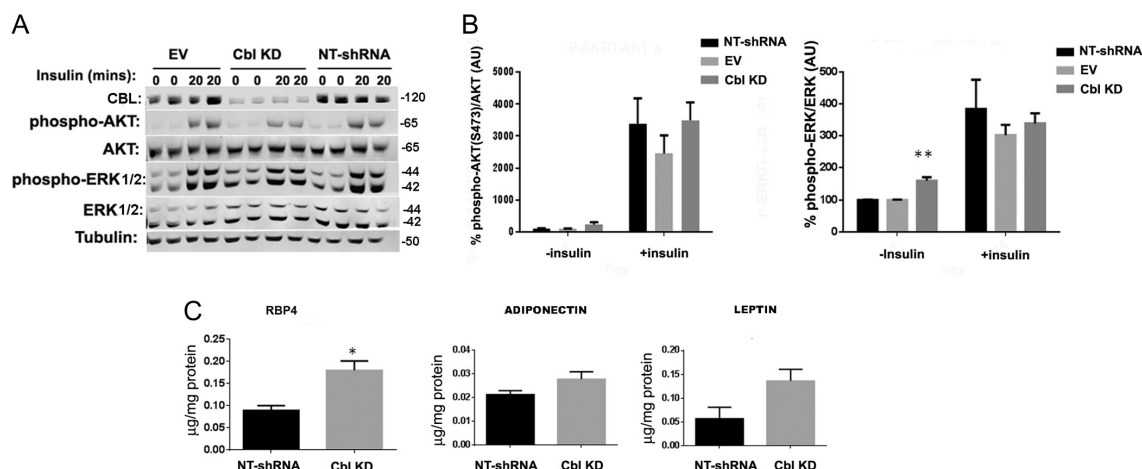 A
EV Cbl KD NT-shRNA
Insulin (mins): 0 0 20 20 0 0 20 20 0 0 20 20
CBL: -120
phospho-AKT: -65
AKT: -65
phospho-ERK1/2: -44
-42
ERK1/2: -44
-42
Tubulin: -50
B
NT-shRNA
EV
Cbl KD
% phospho-AKT(S473)/AKT (AU)
5000
4000
3000
2000
1000
0
-insulin +insulin
NT-shRNA
EV
Cbl KD
% phospho-ERK/ERK (AU)
500
400
300
200
100
0
**
-Insulin +insulin
C
RBP4
µg/mg protein
0.20
0.15
0.10
0.05
0.00
*
NT-shRNA Cbl KD
ADIPONECTIN
µg/mg protein
0.04
0.03
0.02
0.01
0.00
NT-shRNA Cbl KD
LEPTIN
µg/mg protein
0.20
0.15
0.10
0.05
0.00
NT-shRNA Cbl KD